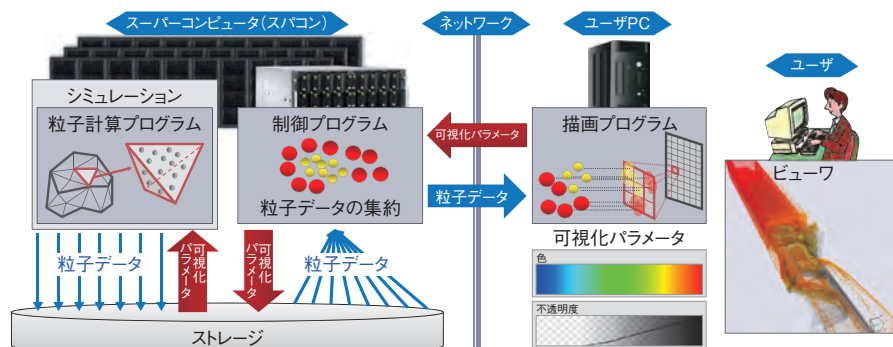 スーパーコンピュータ(スパコン)
ネットワーク
ユーザPC
ユーザ
シミュレーション
粒子計算プログラム
制御プログラム
粒子データの集約
可視化パラメータ
粒子データ
描画プログラム
ビューワ
可視化パラメータ
色
不透明度
粒子データ
可視化
パラメータ
可視化
パラメータ
粒子データ
ストレージ